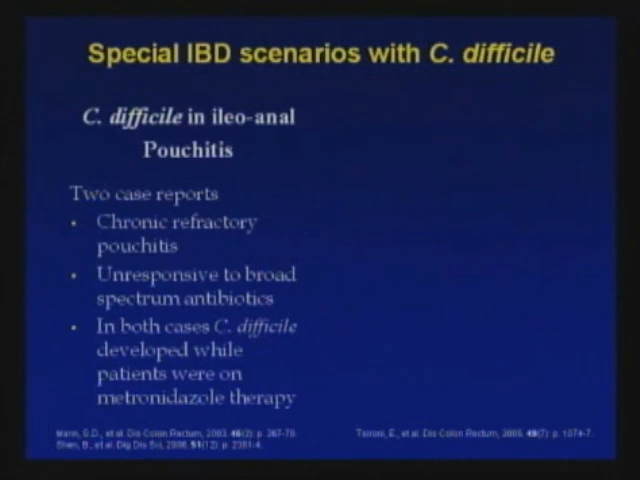 Special IBD scenarios with C. difficile
C. difficile in ileo-anal
Pouchitis
Two case reports
• Chronic refractory
pouchitis
• Unresponsive to broad
spectrum antibiotics
• In both cases C. difficile
developed while
patients were on
metronidazole therapy
et al. Dis Colon Rectum, 2003. 46(2): p. 267-70.
Shen, B., et al. Dig Dis Sci, 2006. 51(12): p. 2361-4.
E., et al. Dis Colon Rectum, 49(7): p. 1074-7.